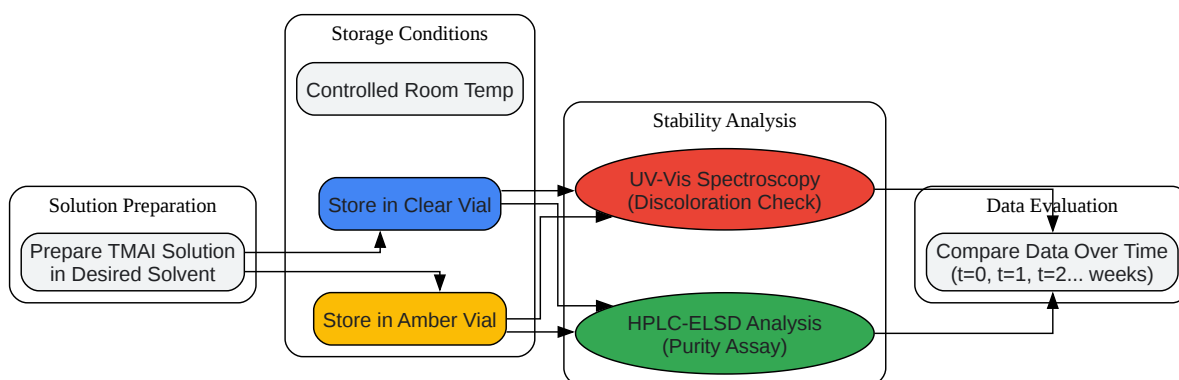 Solution Preparation
Prepare TMAI Solution
in Desired Solvent
Storage Conditions
Controlled Room Temp
Store in Clear Vial
Store in Amber Vial
Stability Analysis
UV-Vis Spectroscopy
(Discoloration Check)
HPLC-ELSD Analysis
(Purity Assay)
Data Evaluation
Compare Data Over Time
(t=0, t=1, t=2... weeks)